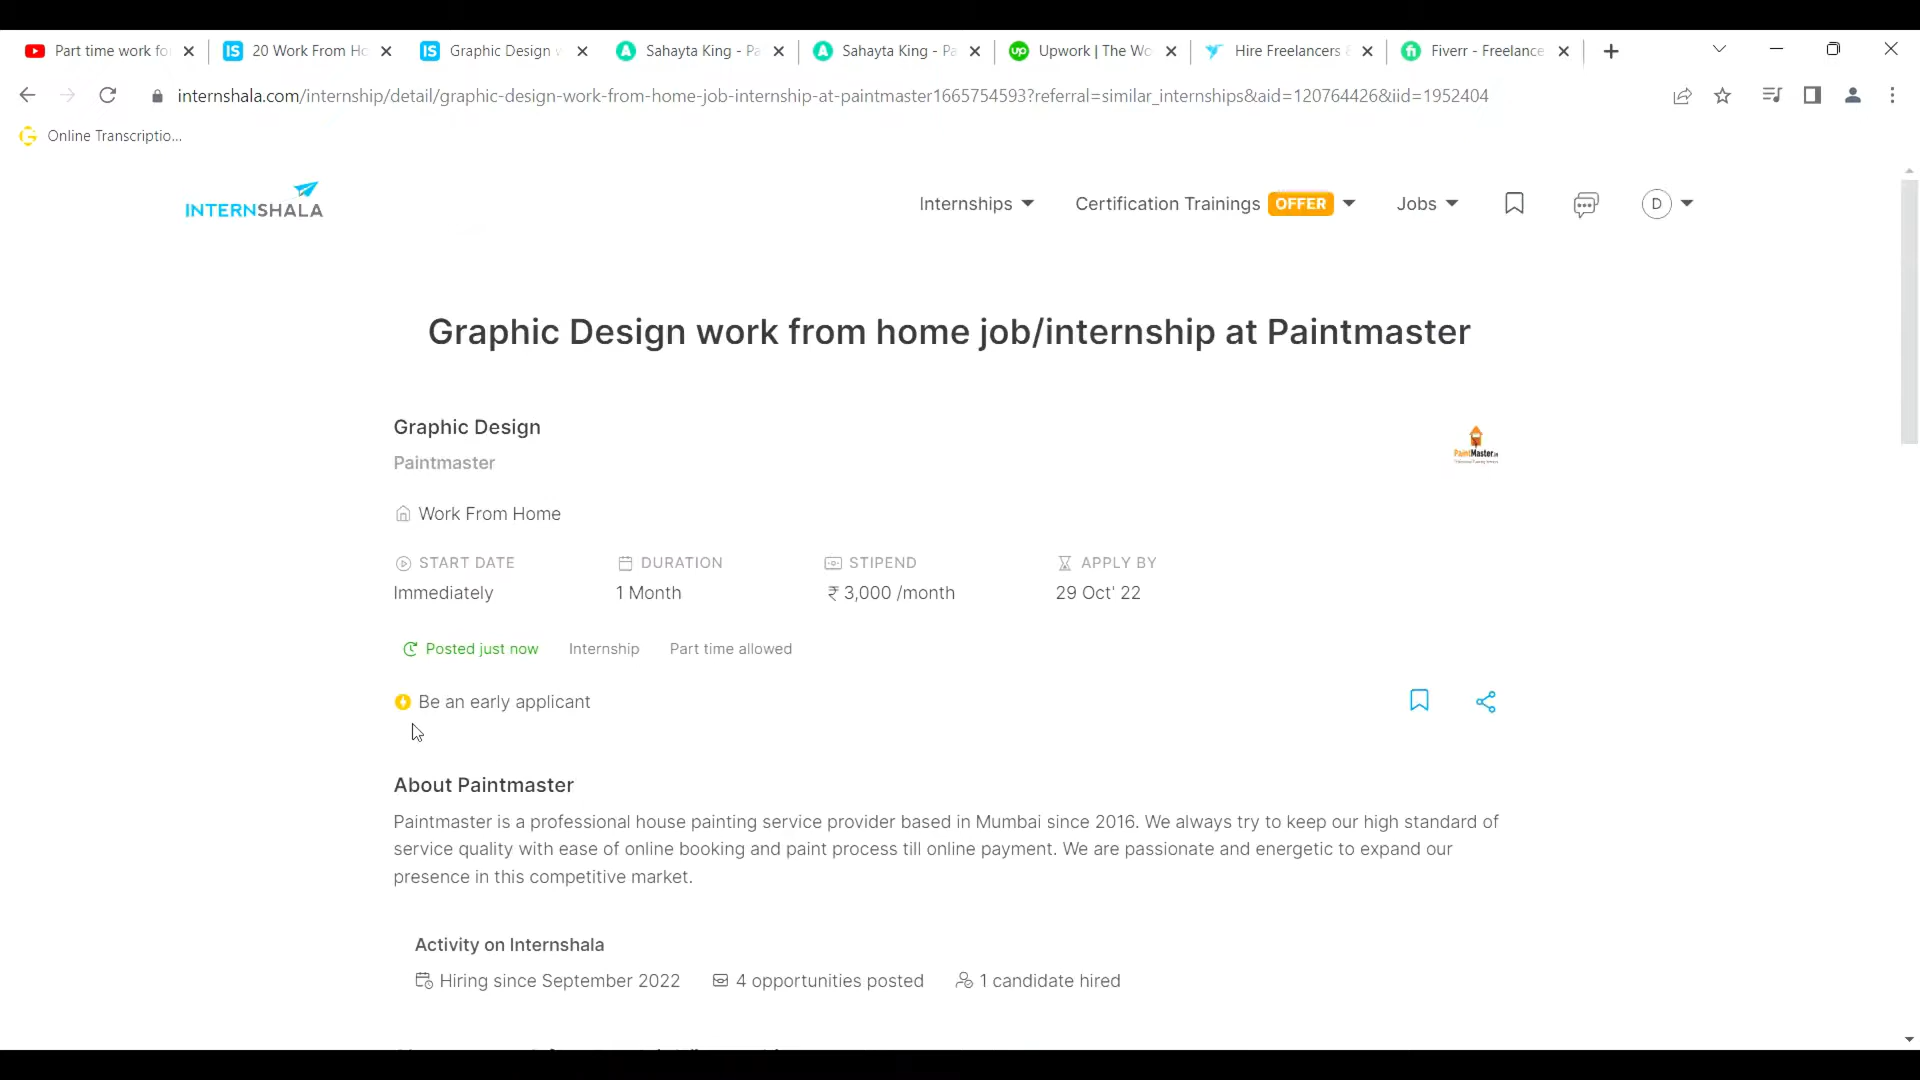 Part time work fo
20 Work From Ho
Graphic Design w
Sahayta King - Pa
Sahayta King - Pa
Upwork | The Wo
Hire Freelancers &
Fiverr - Freelance
internshala.com/internship/detail/graphic-design-work-from-home-job-internship-at-paintmaster1665754593?referral=similar_internships&aid=120764426&iid=1952404
Online Transcriptio...
INTERNSHALA
Internships
Certification Trainings OFFER
Jobs
D
Graphic Design work from home job/internship at Paintmaster
Graphic Design
Paintmaster
PaintMaster.in
Work From Home
START DATE
DURATION
STIPEND
APPLY BY
Immediately
1 Month
₹ 3,000 /month
29 Oct' 22
Posted just now
Internship
Part time allowed
Be an early applicant
About Paintmaster
Paintmaster is a professional house painting service provider based in Mumbai since 2016. We always try to keep our high standard of
service quality with ease of online booking and paint process till online payment. We are passionate and energetic to expand our
presence in this competitive market.
Activity on Internshala
Hiring since September 2022
4 opportunities posted
1 candidate hired